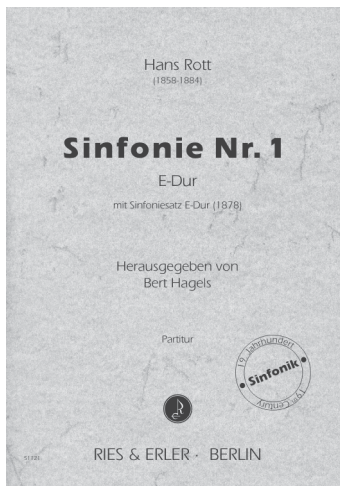 Hans Rott
(1858-1884)
Sinfonie Nr. 1
E-Dur
mit Sinfoniesatz E-Dur (1878)
Herausgegeben von
Bert Hagels
Partitur
19. Jahrhundert
Sinfonik
19th Century
RIES & ERLER · BERLIN